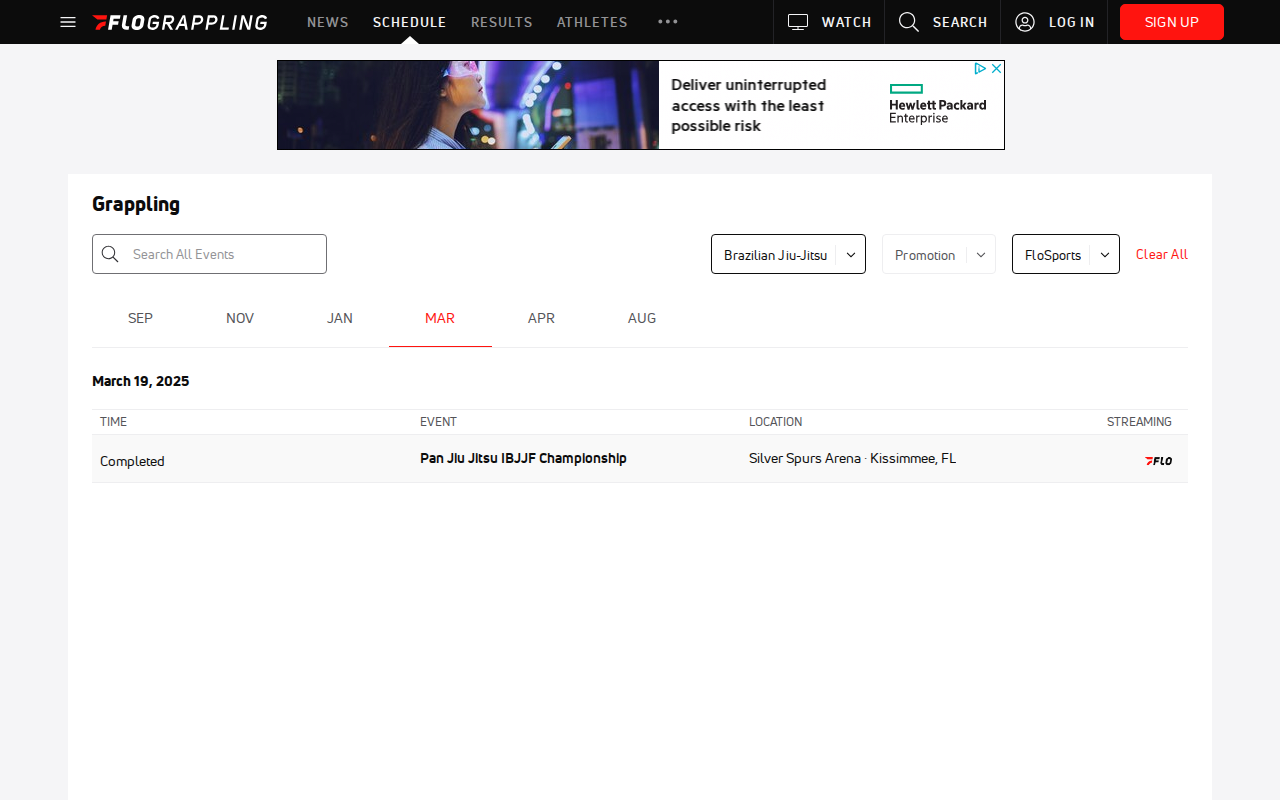 FLOGRAPPLING
NEWS
SCHEDULE
RESULTS
ATHLETES
WATCH
SEARCH
LOG IN
SIGN UP
Deliver uninterrupted
access with the least
possible risk
Hewlett Packard
Enterprise
Grappling
Search All Events
Brazilian Jiu-Jitsu
Promotion
FloSports
Clear All
SEP
NOV
JAN
MAR
APR
AUG
March 19, 2025
TIME
EVENT
LOCATION
STREAMING
Completed
Pan Jiu Jitsu IBJJF Championship
Silver Spurs Arena · Kissimmee, FL
FLO